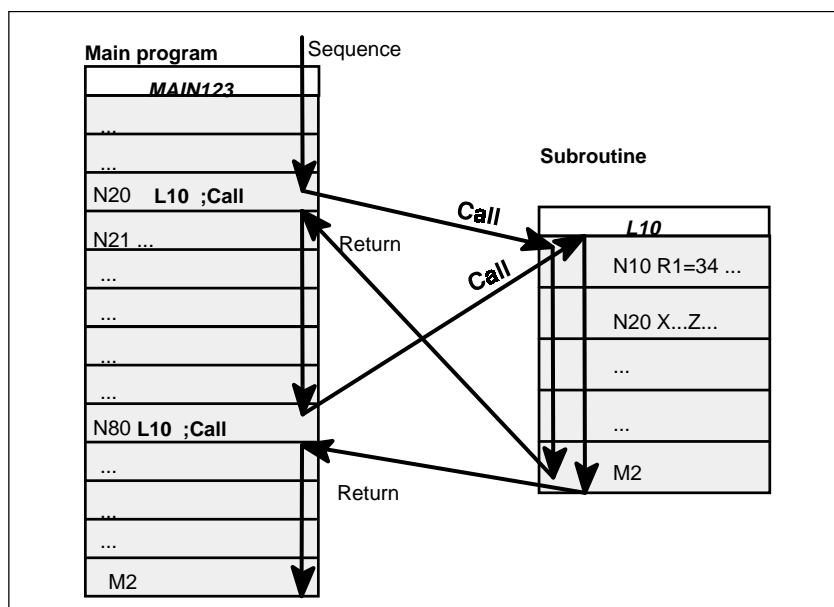 Sequence
Main program
MAIN123
...
...
N20 L10 ;Call
N21 ...
...
...
...
...
N80 L10 ;Call
...
...
...
M2
Call
Return
Call
Return
Subroutine
L10
N10 R1=34 ...
N20 X...Z...
...
...
M2